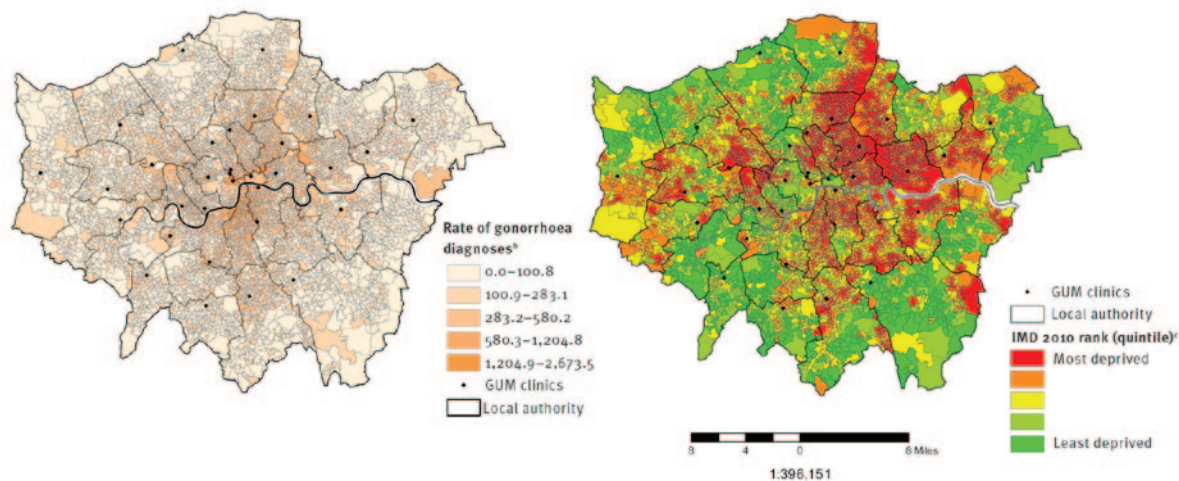 Rate of gonorrhoea
diagnosesᵇ
0.0–100.8
100.9–283.1
283.2–580.2
580.3–1,204.8
1,204.9–2,673.5
GUM clinics
Local authority
GUM clinics
Local authority
IMD 2010 rank (quintile)ᶜ
Most deprived
Least deprived
8 4 0 8 Miles
1:396,151